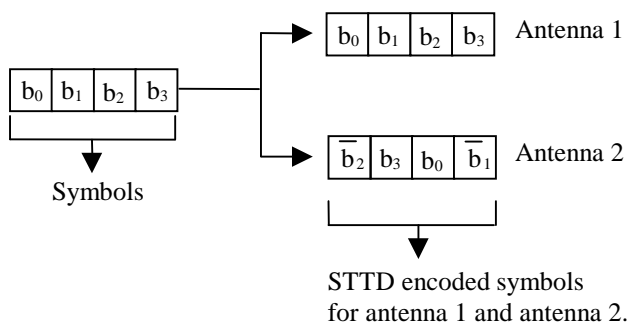 b₀ b₁ b₂ b₃ Antenna 1
b₀ b₁ b₂ b₃
b̅₂ b₃ b₀ b̅₁ Antenna 2
Symbols
STTD encoded symbols
for antenna 1 and antenna 2.